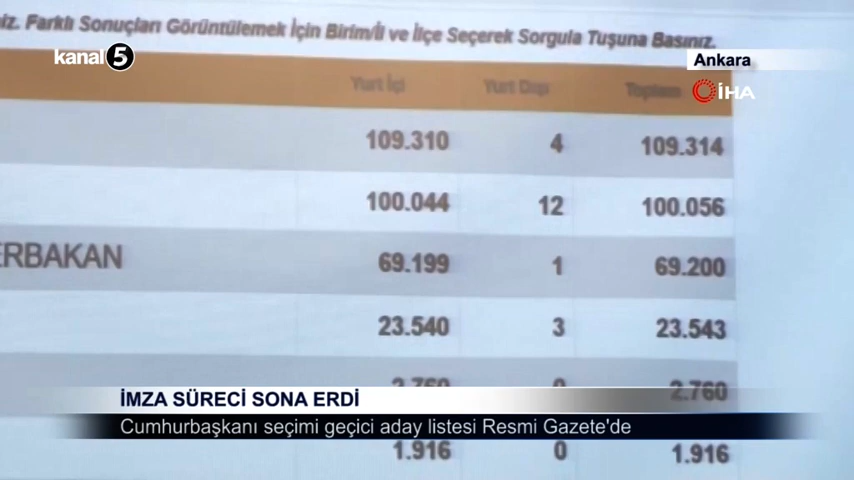 niz. Farklı Sonuçları Görüntülemek İçin Birim/İl ve İlçe Seçerek Sorgula Tuşuna Basınız.
kanal 5
Ankara
İHA
Yurt İçi Yurt Dışı Toplam
109.310 4 109.314
100.044 12 100.056
ERBAKAN 69.199 1 69.200
23.540 3 23.543
2.760 0 2.760
İMZA SÜRECİ SONA ERDİ
Cumhurbaşkanı seçimi geçici aday listesi Resmi Gazete'de
1.916 0 1.916